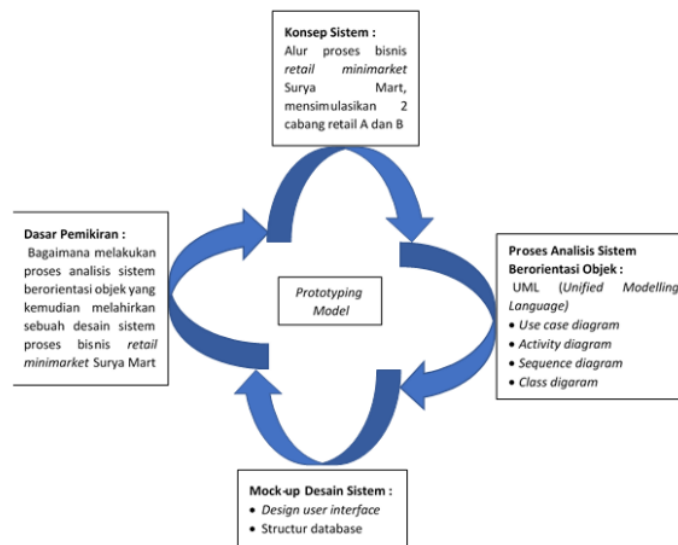 Konsep Sistem :
Alur proses bisnis
retail minimarket
Surya Mart,
mensimulasikan 2
cabang retail A dan B
Dasar Pemikiran :
Bagaimana melakukan
proses analisis sistem
berorientasi objek yang
kemudian melahirkan
sebuah desain sistem
proses bisnis retail
minimarket Surya Mart
Prototyping
Model
Proses Analisis Sistem
Berorientasi Objek :
UML (Unified Modelling
Language)
• Use case diagram
• Activity diagram
• Sequence diagram
• Class digaram
Mock-up Desain Sistem :
• Design user interface
• Structur database